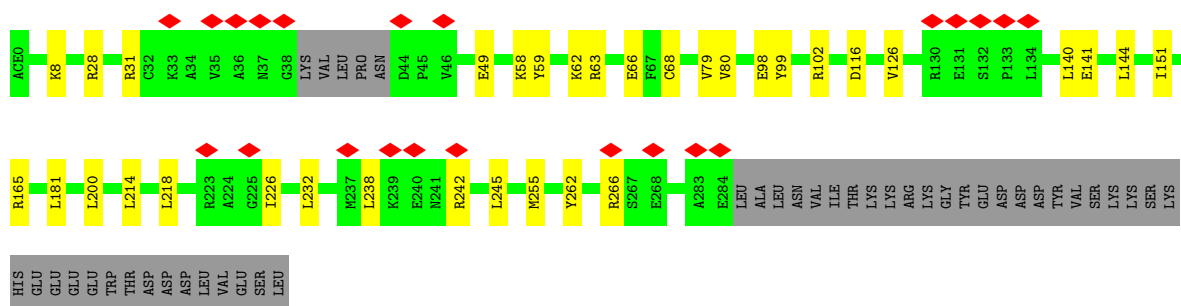 ACE0 K8 R28 R31 C32 K33 A34 V35 A36 N37 G38 LYS VAL LEU PRO ASN D44 P45 V46 E49 K58 Y59 K62 R63 E66 F67 C68 V79 V80 E98 Y99 R102 D116 V126 R130 E131 S132 P133 L134 L140 E141 L144 I151
R165 L181 L200 L214 L218 R223 A224 G225 I226 L232 M237 L238 K239 E240 N241 R242 L245 M255 Y262 R266 S267 E268 A283 E284 LEU ALA LEU ASN VAL ILE THR LYS LYS ARG LYS GLY TYR GLU ASP ASP ASP TYR VAL SER LYS LYS SER LYS
HIS GLU GLU GLU GLU TRP THR ASP ASP ASP LEU VAL GLU SER LEU